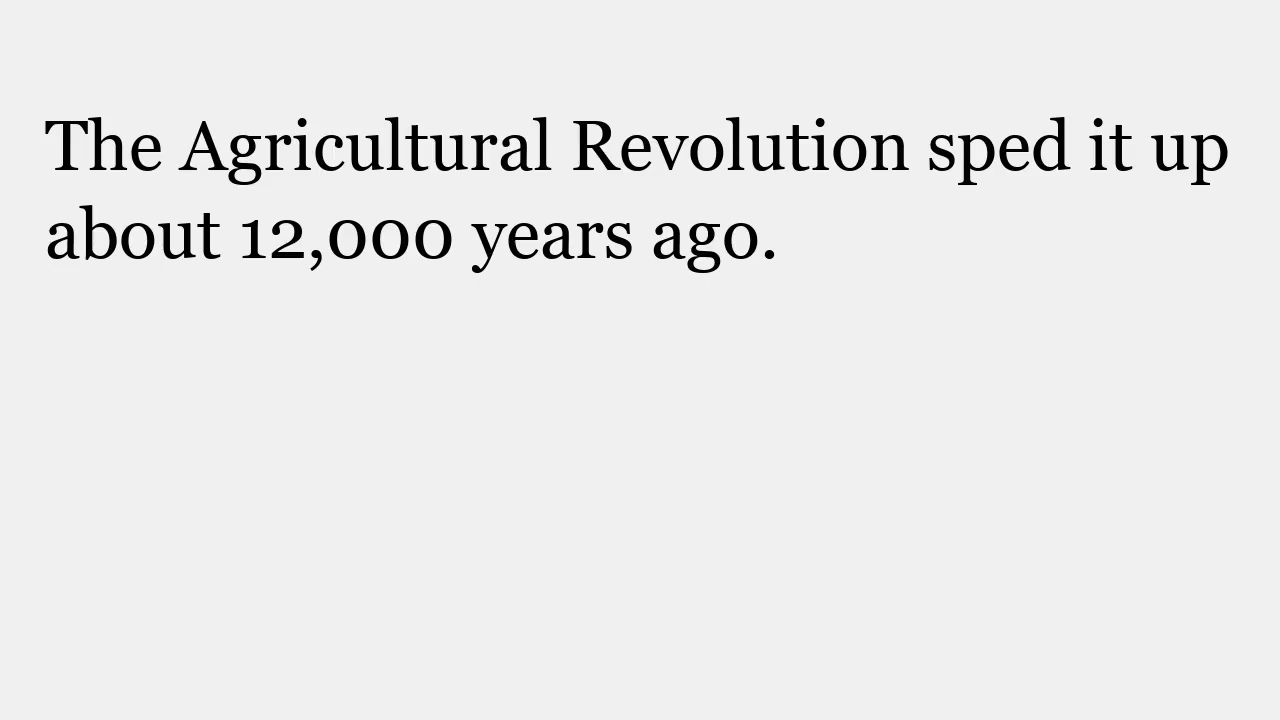 The Agricultural Revolution sped it up
about 12,000 years ago.